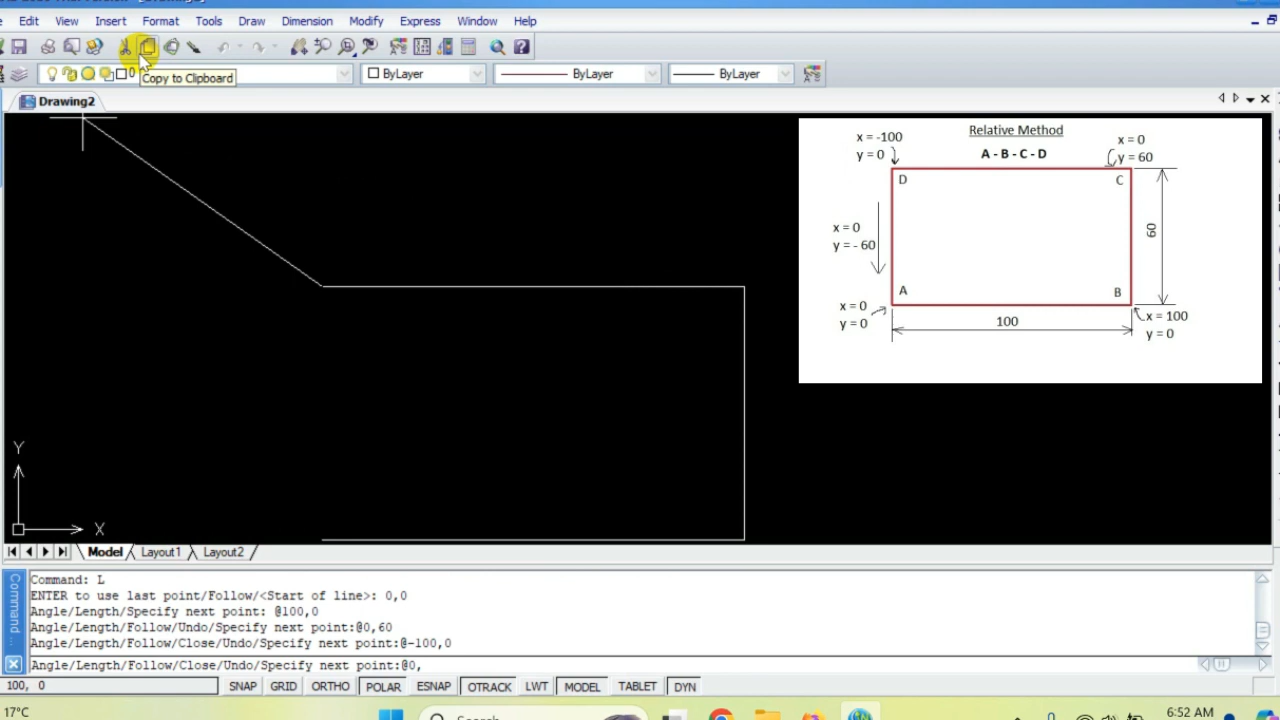 Edit View Insert Format Tools Draw Dimension Modify Express Window Help
0
Copy to Clipboard
ByLayer ByLayer ByLayer
Drawing2
Relative Method
A - B - C - D
x = -100
y = 0
x = 0
y = 60
D
C
x = 0
y = - 60
60
A
B
x = 0
y = 0
100
x = 100
y = 0
Y
X
Model Layout1 Layout2
Command ...
Command: L
ENTER to use last point/Follow/<Start of line>: 0,0
Angle/Length/Specify next point: @100,0
Angle/Length/Follow/Undo/Specify next point:@0,60
Angle/Length/Follow/Close/Undo/Specify next point:@-100,0
Angle/Length/Follow/Close/Undo/Specify next point:@0,
100, 0 SNAP GRID ORTHO POLAR ESNAP OTRACK LWT MODEL TABLET DYN
17°C
Search
6:52 AM